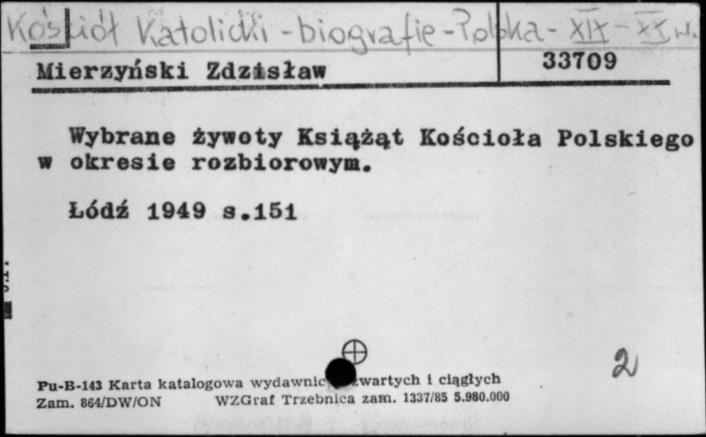 Kościół Katolicki - biografie - Polska - XIX - XX w.
Mierzyński Zdzisław
33709
Wybrane żywoty Książąt Kościoła Polskiego
w okresie rozbiorowym.
Łódź 1949 s.151
2
Pu-B-143 Karta katalogowa wydawnic zwartych i ciągłych
Zam. 864/DW/ON WZGraf Trzebnica zam. 1337/85 5.980.000